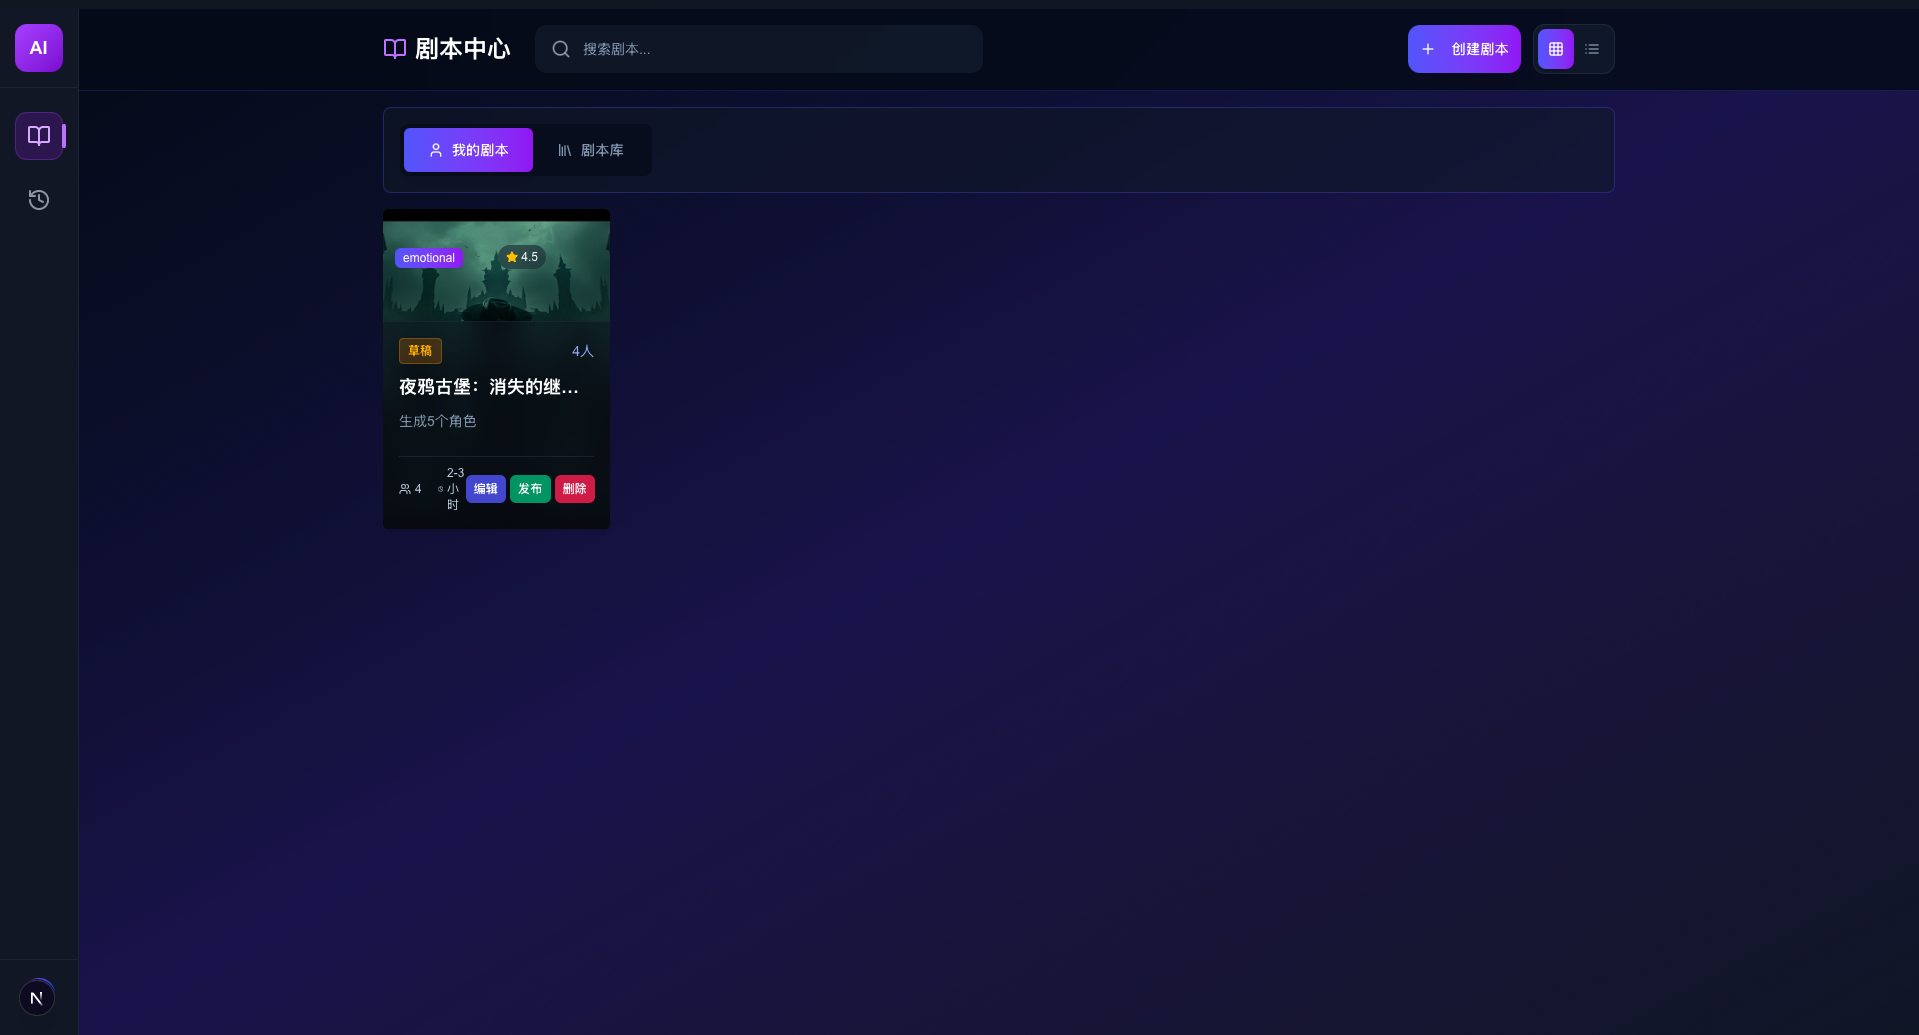 AI
剧本中心
搜索剧本...
创建剧本
我的剧本
剧本库
emotional
4.5
草稿
4人
夜鸦古堡：消失的继...
生成5个角色
4
2-3
小
时
编辑
发布
删除
N